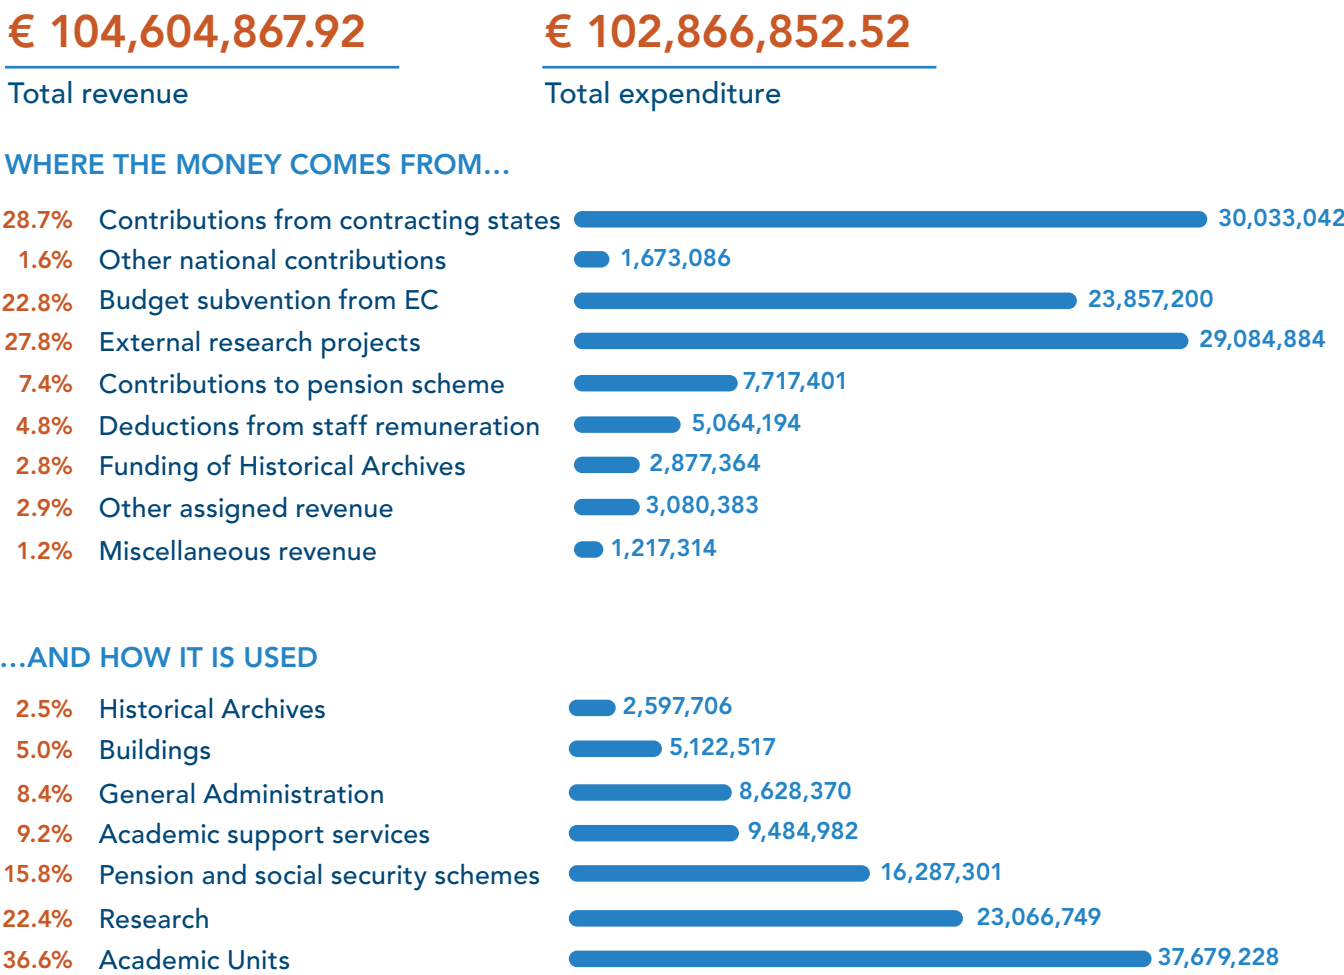 € 104,604,867.92 € 102,866,852.52
Total revenue Total expenditure
WHERE THE MONEY COMES FROM…
28.7% Contributions from contracting states 30,033,042
1.6% Other national contributions 1,673,086
22.8% Budget subvention from EC 23,857,200
27.8% External research projects 29,084,884
7.4% Contributions to pension scheme 7,717,401
4.8% Deductions from staff remuneration 5,064,194
2.8% Funding of Historical Archives 2,877,364
2.9% Other assigned revenue 3,080,383
1.2% Miscellaneous revenue 1,217,314
…AND HOW IT IS USED
2.5% Historical Archives 2,597,706
5.0% Buildings 5,122,517
8.4% General Administration 8,628,370
9.2% Academic support services 9,484,982
15.8% Pension and social security schemes 16,287,301
22.4% Research 23,066,749
36.6% Academic Units 37,679,228